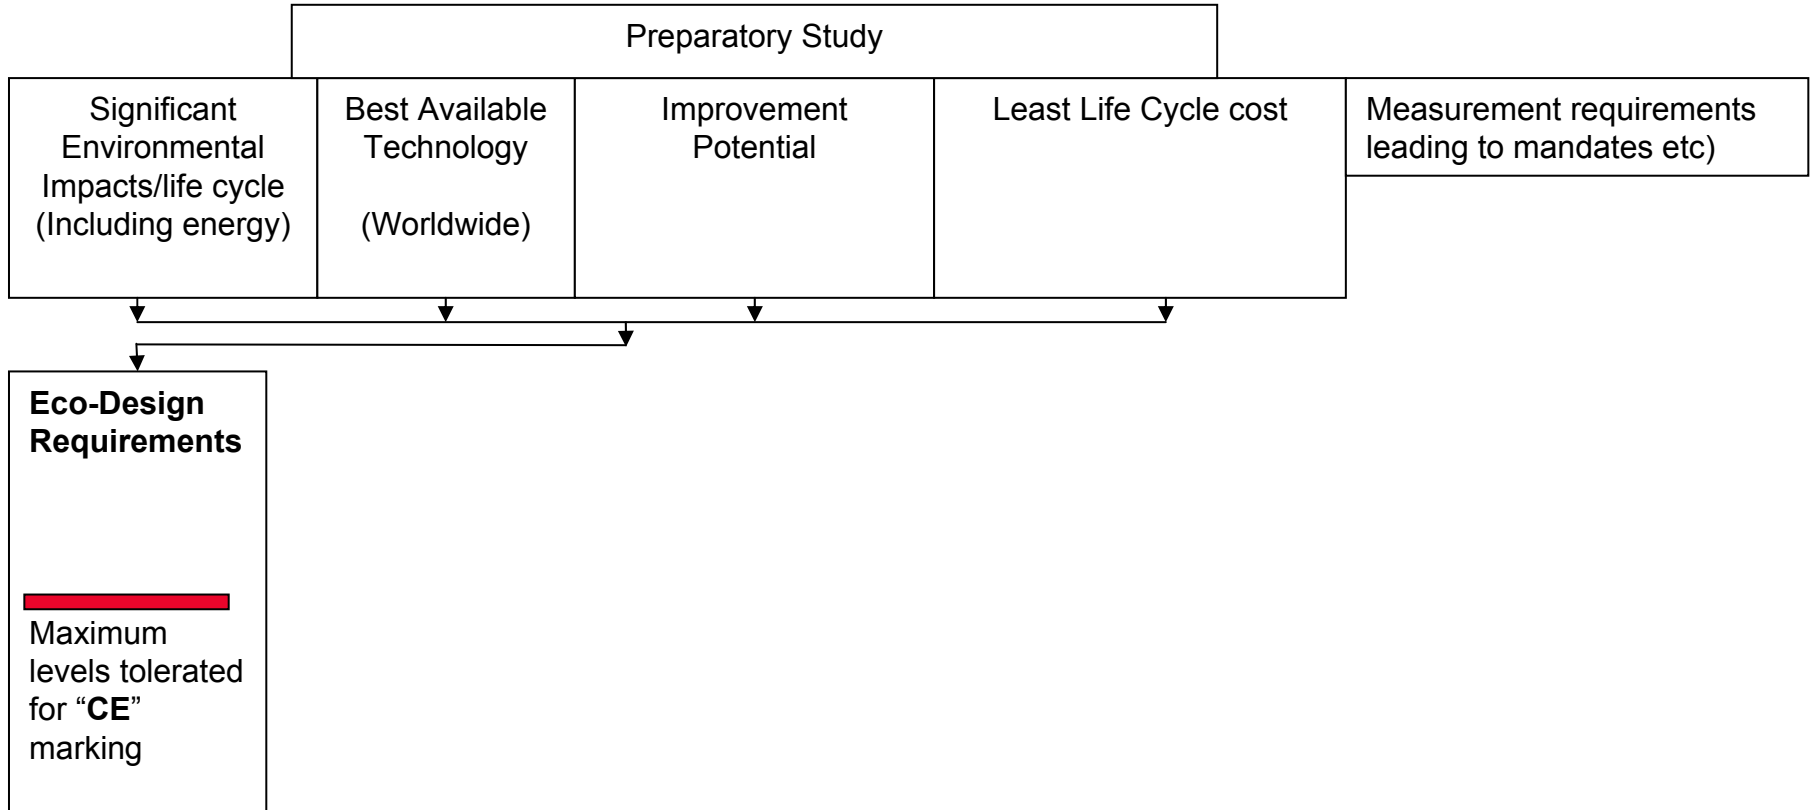 Preparatory Study
Significant
Environmental
Impacts/life cycle
(Including energy)
Best Available
Technology
(Worldwide)
Improvement
Potential
Least Life Cycle cost
Measurement requirements
leading to mandates etc)
Eco-Design
Requirements
Maximum
levels tolerated
for “CE”
marking